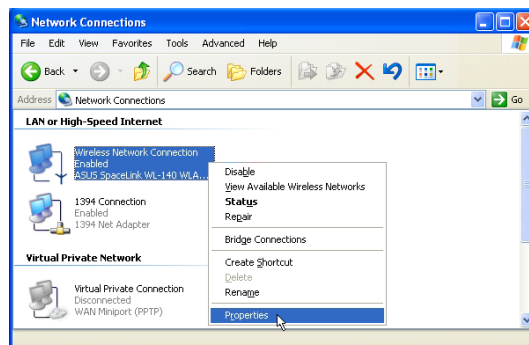 Network Connections
File Edit View Favorites Tools Advanced Help
Back Search Folders
Address Network Connections Go
LAN or High-Speed Internet
Wireless Network Connection
Enabled
ASUS SpaceLink WL-140 WLA...
1394 Connection
Enabled
1394 Net Adapter
Virtual Private Network
Virtual Private Connection
Disconnected
WAN Miniport (PPTP)
Disable
View Available Wireless Networks
Status
Repair
Bridge Connections
Create Shortcut
Delete
Rename
Properties